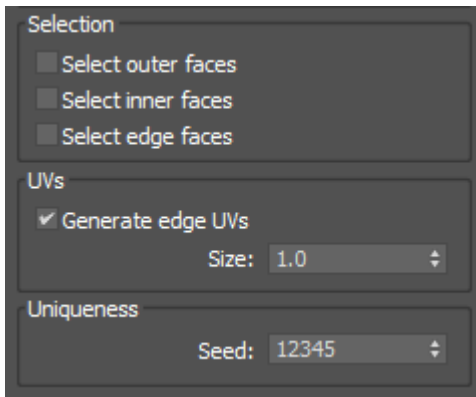 Selection
Select outer faces
Select inner faces
Select edge faces
UVs
Generate edge UVs
Size: 1.0
Uniqueness
Seed: 12345